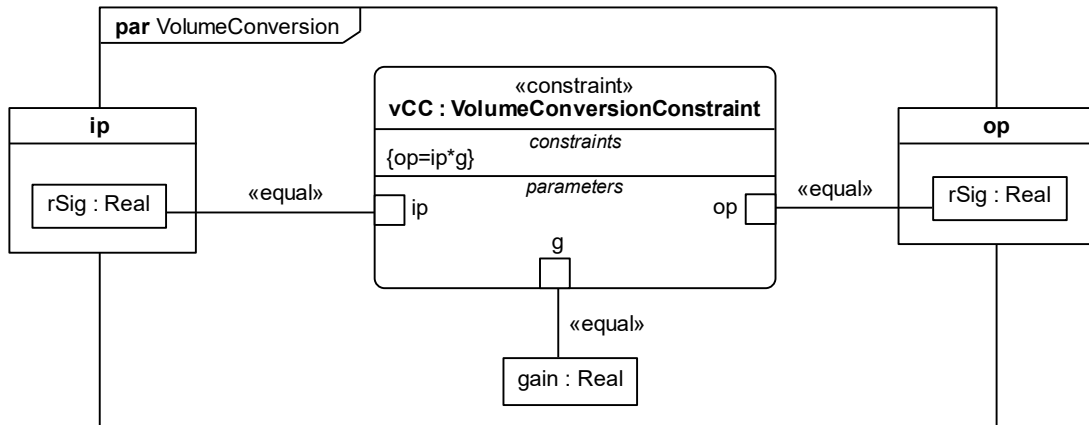 par VolumeConversion
«constraint»
vCC : VolumeConversionConstraint
constraints
{op=ip*g}
parameters
ip
rSig : Real
«equal»
ip
op
«equal»
op
rSig : Real
g
«equal»
gain : Real